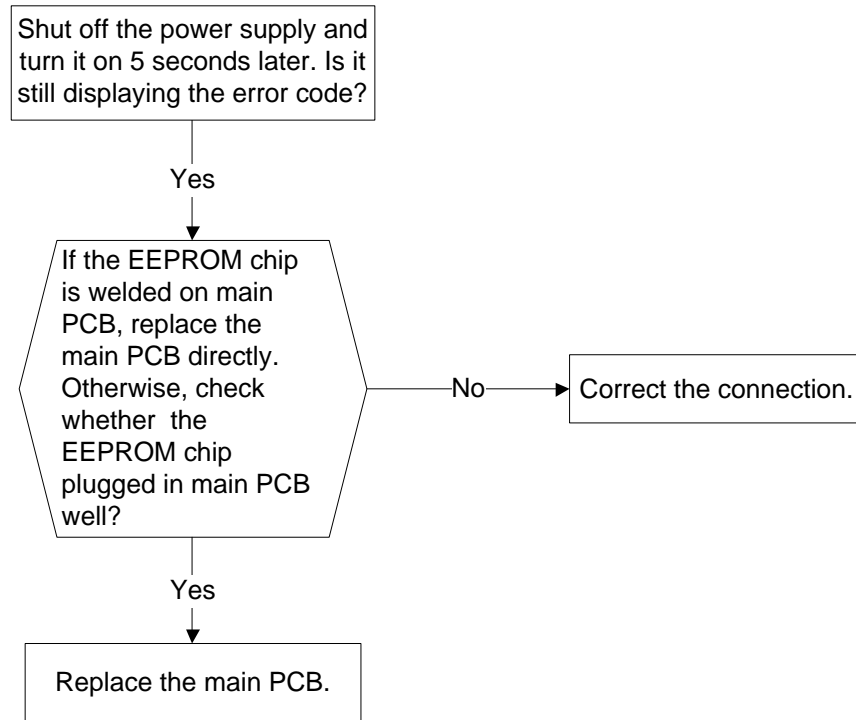 Shut off the power supply and
turn it on 5 seconds later. Is it
still displaying the error code?
Yes
If the EEPROM chip
is welded on main
PCB, replace the
main PCB directly.
Otherwise, check
whether the
EEPROM chip
plugged in main PCB
well?
No
Correct the connection.
Yes
Replace the main PCB.